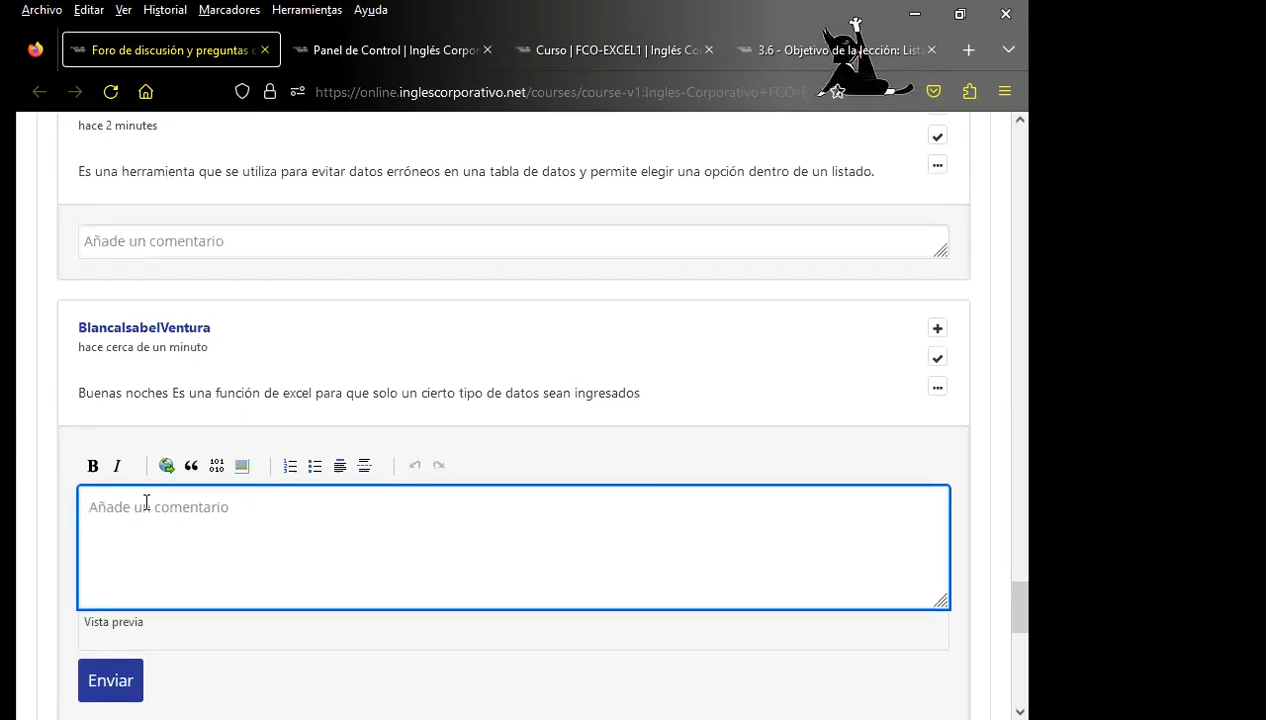 Archivo Editar Ver Historial Marcadores Herramientas Ayuda
Foro de discusión y preguntas
Panel de Control | Inglés Corpor
Curso | FCO-EXCEL1 | Inglés Co
3.6 - Objetivo de la lección: List
https://online.inglescorporativo.net/courses/course-v1:Ingles-Corporativo+FCO-E
hace 2 minutes
Es una herramienta que se utiliza para evitar datos erróneos en una tabla de datos y permite elegir una opción dentro de un listado.
Añade un comentario
BlancaIsabelVentura
hace cerca de un minuto
Buenas noches Es una función de excel para que solo un cierto tipo de datos sean ingresados
B I 101 010
Añade un comentario
Vista previa
Enviar